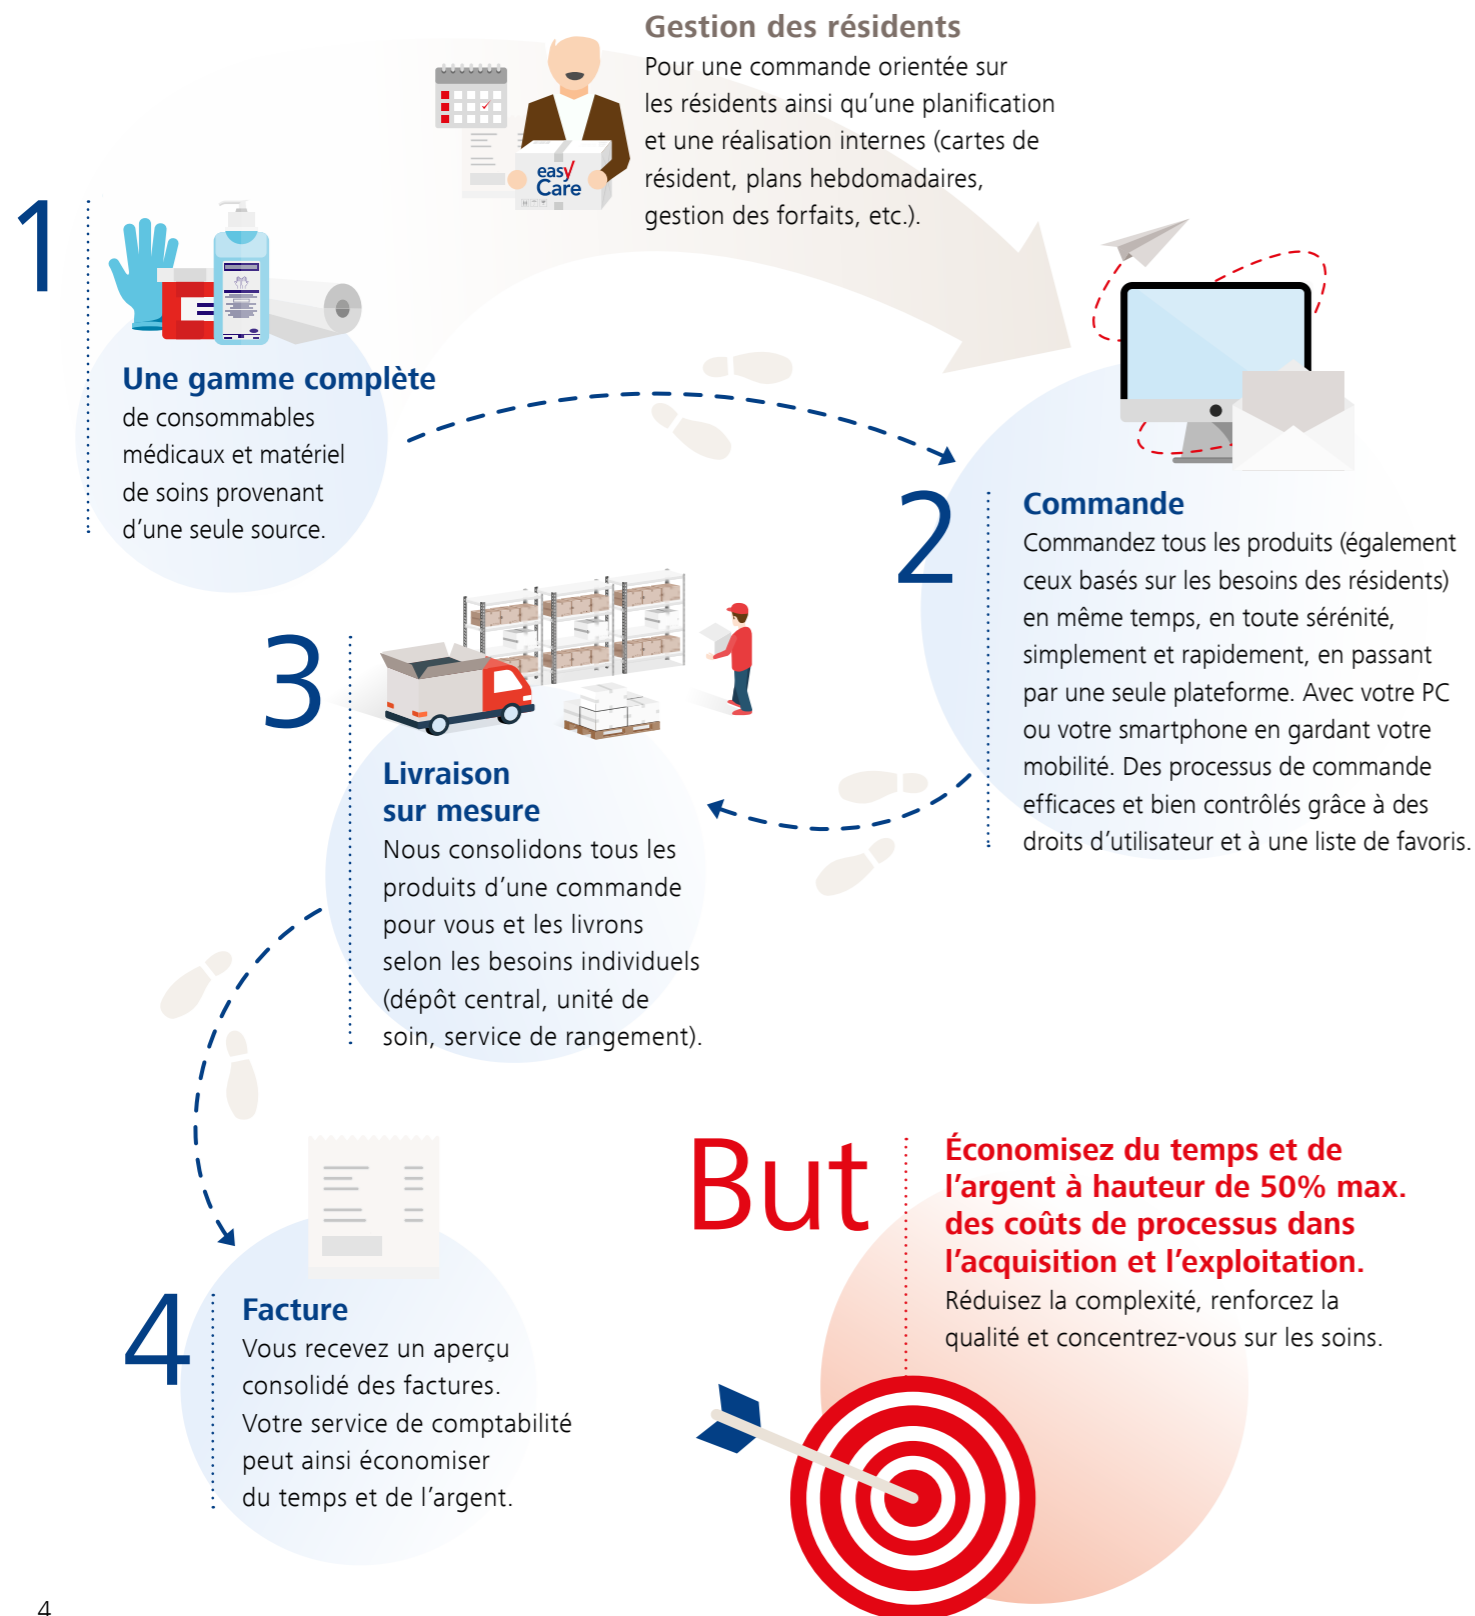 Gestion des résidents
Pour une commande orientée sur
les résidents ainsi qu’une planification
et une réalisation internes (cartes de
résident, plans hebdomadaires,
gestion des forfaits, etc.).
easy
Care
1
Une gamme complète
de consommables
médicaux et matériel
de soins provenant
d’une seule source.
2
Commande
Commandez tous les produits (également
ceux basés sur les besoins des résidents)
en même temps, en toute sérénité,
simplement et rapidement, en passant
par une seule plateforme. Avec votre PC
ou votre smartphone en gardant votre
mobilité. Des processus de commande
efficaces et bien contrôlés grâce à des
droits d’utilisateur et à une liste de favoris.
3
Livraison
sur mesure
Nous consolidons tous les
produits d’une commande
pour vous et les livrons
selon les besoins individuels
(dépôt central, unité de
soin, service de rangement).
4
Facture
Vous recevez un aperçu
consolidé des factures.
Votre service de comptabilité
peut ainsi économiser
du temps et de l’argent.
But
Économisez du temps et de
l’argent à hauteur de 50% max.
des coûts de processus dans
l’acquisition et l’exploitation.
Réduisez la complexité, renforcez la
qualité et concentrez-vous sur les soins.
4